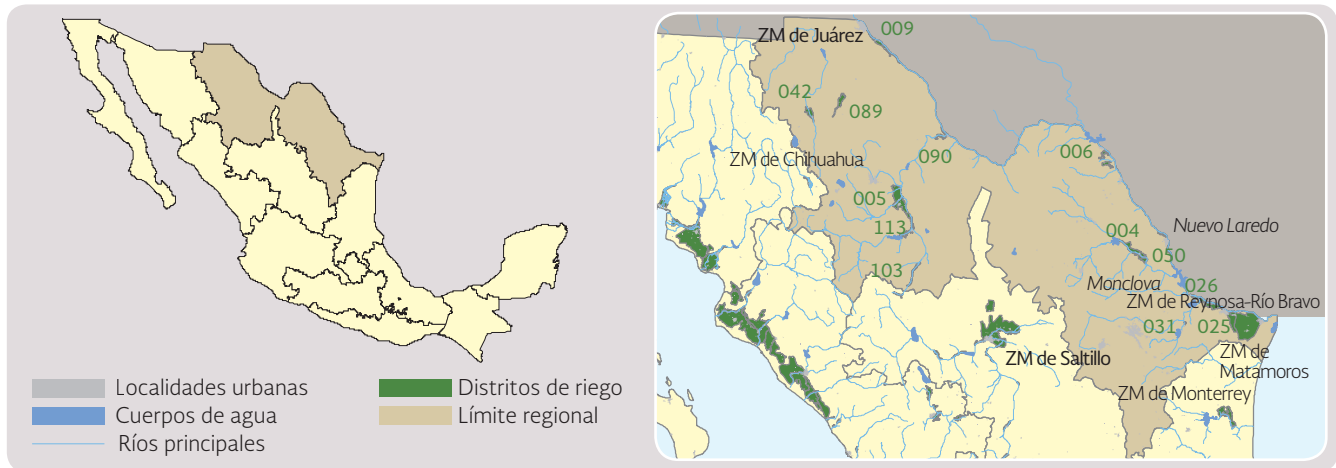 Localidades urbanas
Cuerpos de agua
Ríos principales
Distritos de riego
Límite regional
ZM de Juárez
009
042
089
ZM de Chihuahua
090
006
005
113
103
Nuevo Laredo
004
050
Monclova
026
ZM de Reynosa-Río Bravo
031
025
ZM de Saltillo
ZM de
Matamoros
ZM de Monterrey